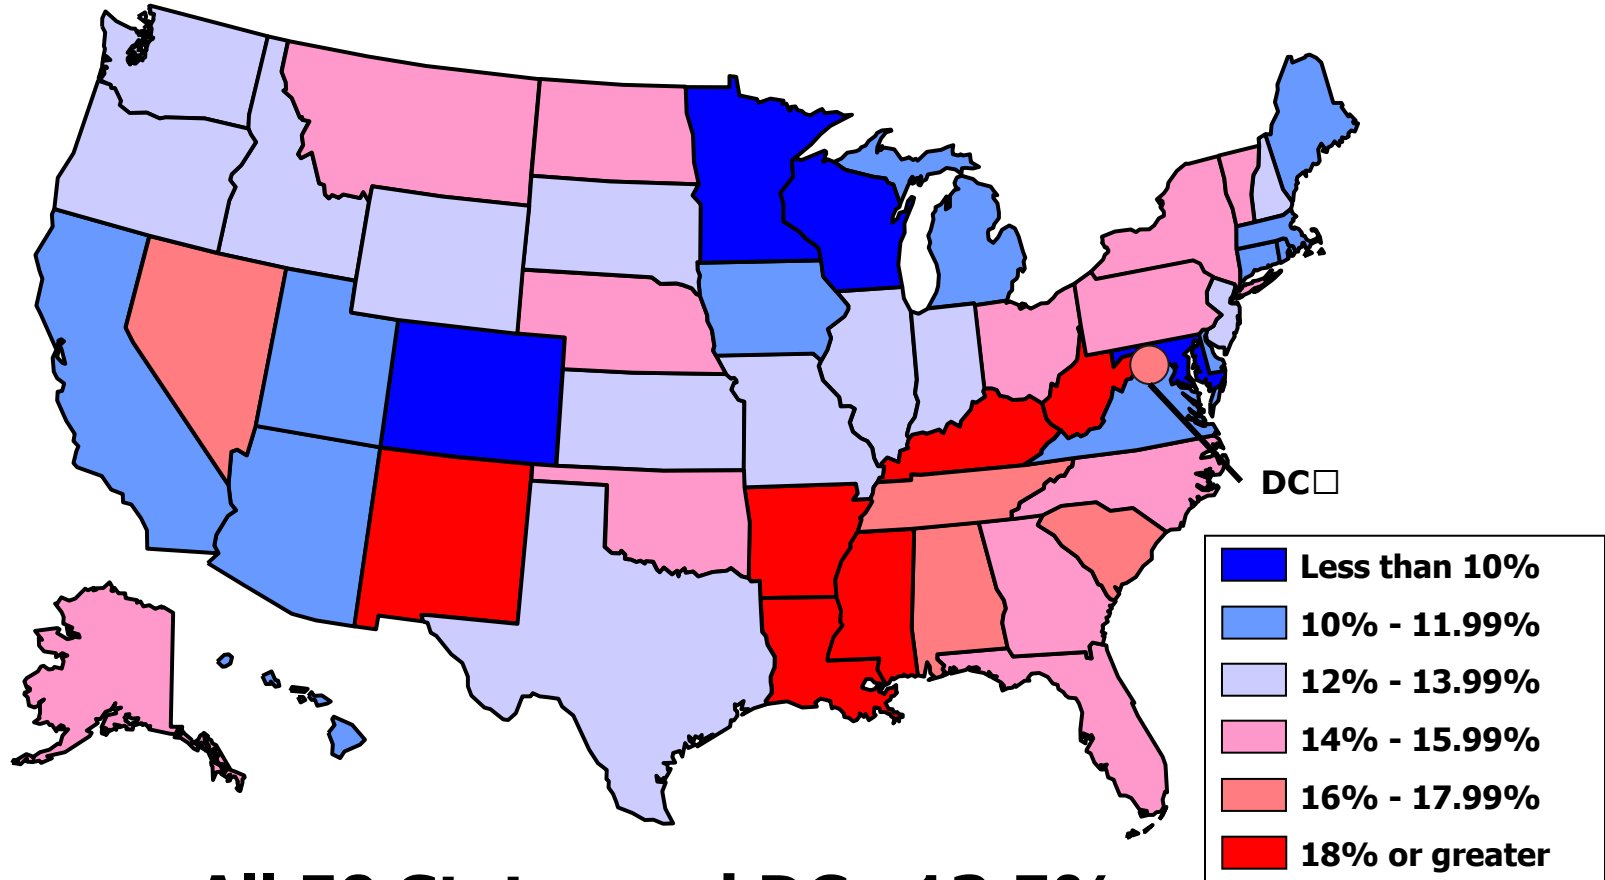 DC□
Less than 10%
10% - 11.99%
12% - 13.99%
14% - 15.99%
16% - 17.99%
18% or greater